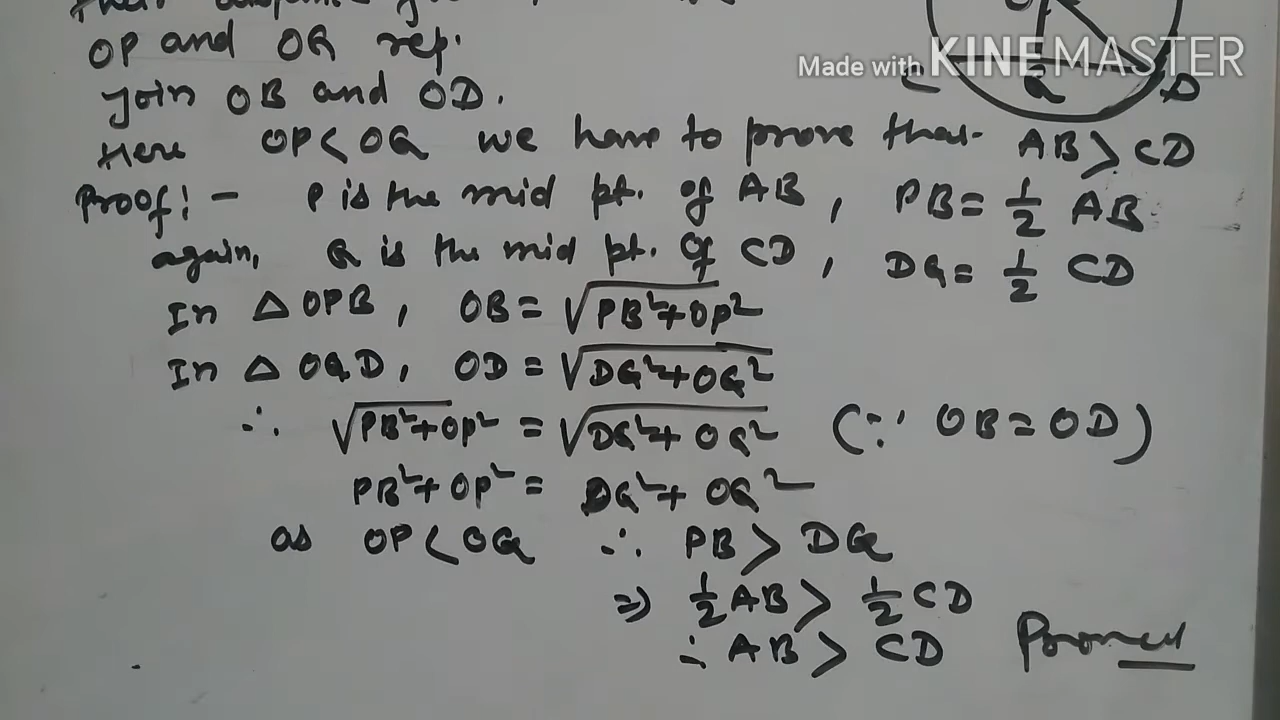 their
OP and OQ rep.
Join OB and OD.
Here OP < OQ we have to prove that AB > CD
Proof:- P is the mid pt. of AB, PB = 1/2 AB
again, Q is the mid pt. of CD, DQ = 1/2 CD
In △OPB, OB = √(PB²+OP²)
In △OQD, OD = √(DQ²+OQ²)
∴ √(PB²+OP²) = √(DQ²+OQ²) (∵ OB = OD)
PB²+OP² = DQ²+OQ²
as OP < OQ ∴ PB > DQ
⇒ 1/2 AB > 1/2 CD
∴ AB > CD Proved
O
C Q D
Made with KINEMASTER